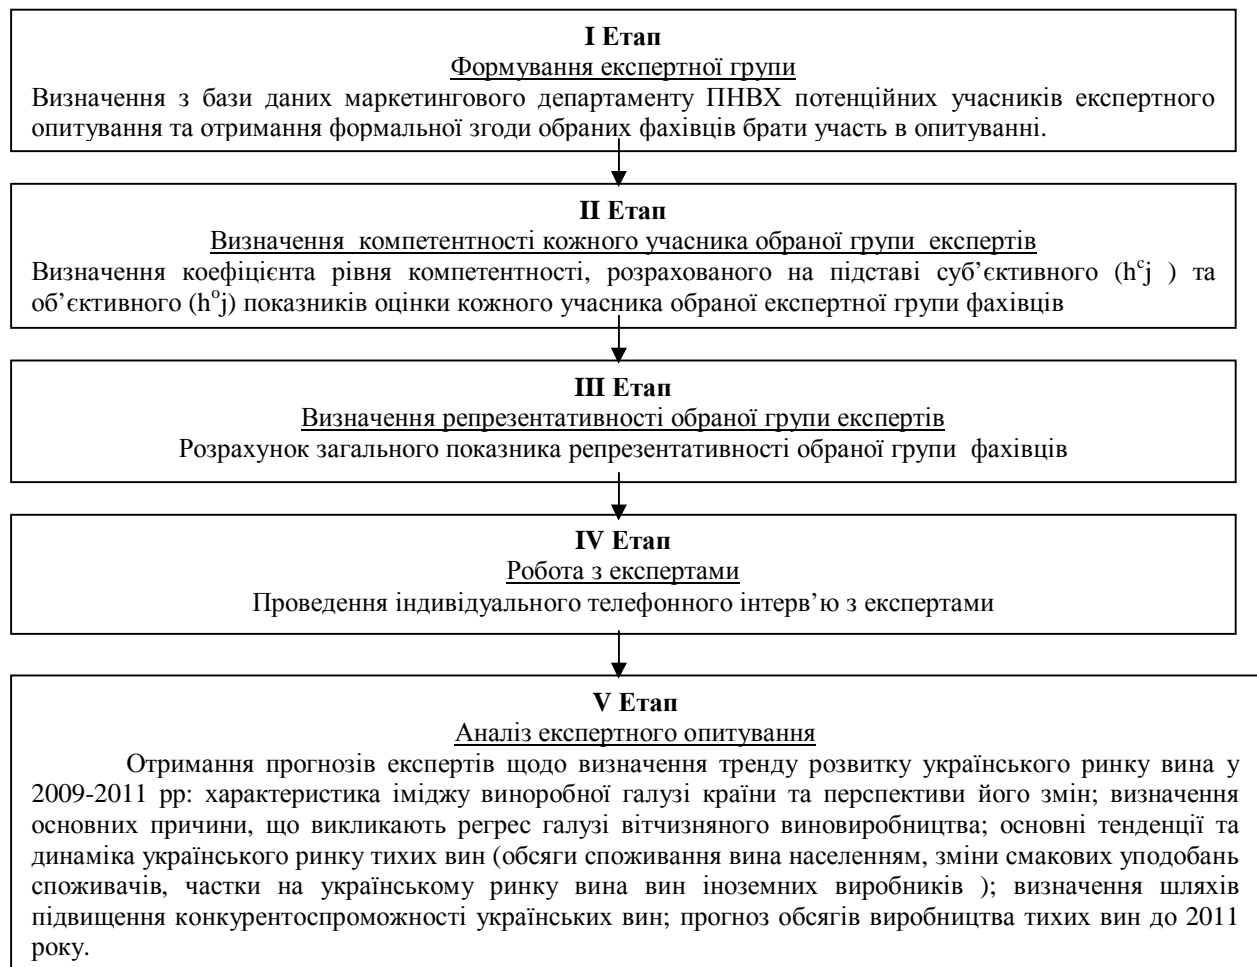 I Етап
Формування експертної групи
Визначення з бази даних маркетингового департаменту ПНВХ потенційних учасників експертного
опитування та отримання формальної згоди обраних фахівців брати участь в опитуванні.
II Етап
Визначення компетентності кожного учасника обраної групи експертів
Визначення коефіцієнта рівня компетентності, розрахованого на підставі суб’єктивного (hᶜj ) та
об’єктивного (hᵒj) показників оцінки кожного учасника обраної експертної групи фахівців
III Етап
Визначення репрезентативності обраної групи експертів
Розрахунок загального показника репрезентативності обраної групи фахівців
IV Етап
Робота з експертами
Проведення індивідуального телефонного інтерв’ю з експертами
V Етап
Аналіз експертного опитування
Отримання прогнозів експертів щодо визначення тренду розвитку українського ринку вина у
2009-2011 рр: характеристика іміджу виноробної галузі країни та перспективи його змін; визначення
основних причини, що викликають регрес галузі вітчизняного виновиробництва; основні тенденції та
динаміка українського ринку тихих вин (обсяги споживання вина населенням, зміни смакових уподобань
споживачів, частки на українському ринку вина вин іноземних виробників ); визначення шляхів
підвищення конкурентоспроможності українських вин; прогноз обсягів виробництва тихих вин до 2011
року.